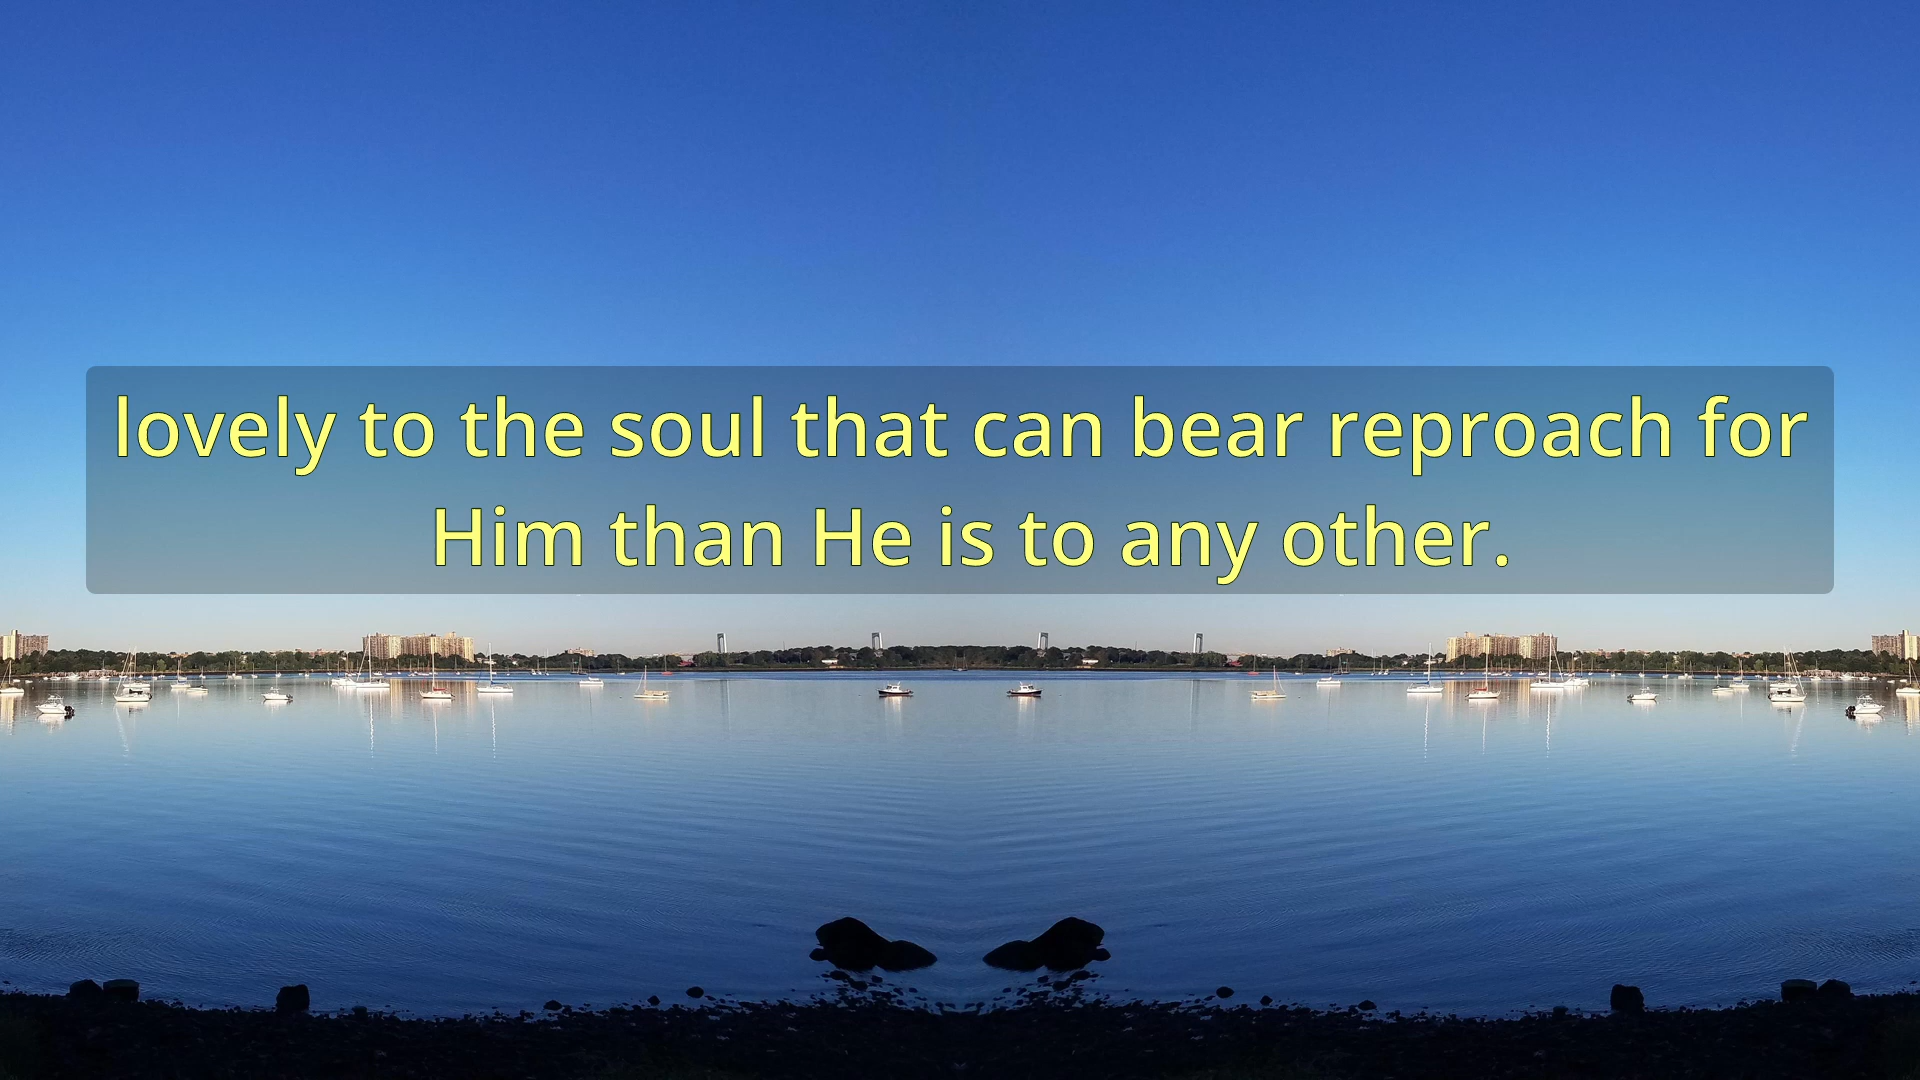 lovely to the soul that can bear reproach for
Him than He is to any other.